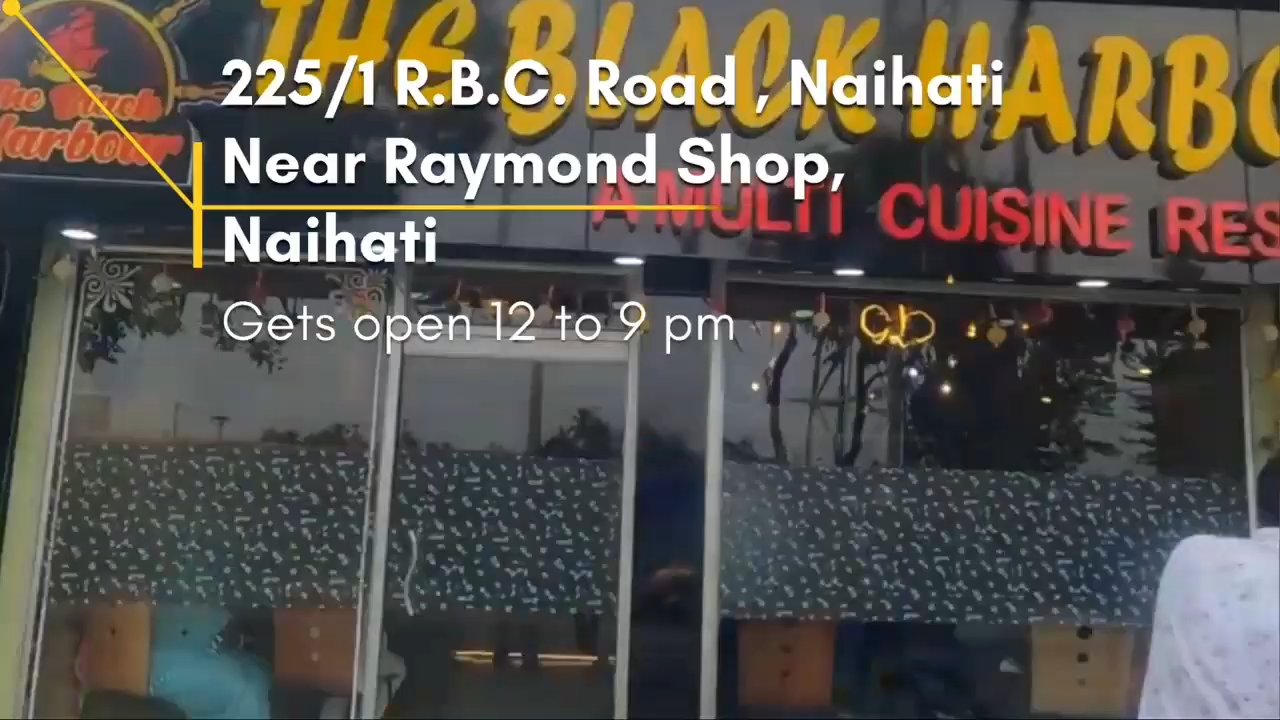 THE BLACK HARBO
The Black
Harbour
225/1 R.B.C. Road , Naihati
Near Raymond Shop,
Naihati
A MULTI CUISINE RES
Gets open 12 to 9 pm